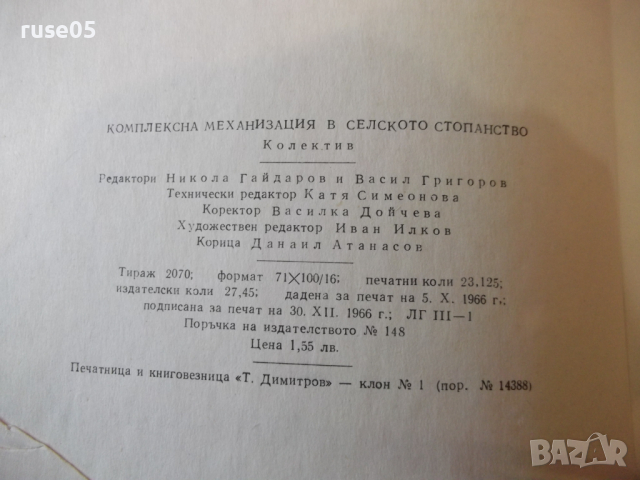 ruse05
КОМПЛЕКСНА МЕХАНИЗАЦИЯ В СЕЛСКОТО СТОПАНСТВО
Колектив
Редактори Никола Гайдаров и Васил Григоров
Технически редактор Катя Симеонова
Коректор Василка Дойчева
Художествен редактор Иван Илков
Корица Данаил Атанасов
Тираж 2070; формат 71×100/16; печатни коли 23,125;
издателски коли 27,45; дадена за печат на 5. X. 1966 г.;
подписана за печат на 30. XII. 1966 г.; ЛГ III—1
Поръчка на издателството № 148
Цена 1,55 лв.
Печатница и книговезница «Т. Димитров» — клон № 1 (пор. № 14388)
BAZAR